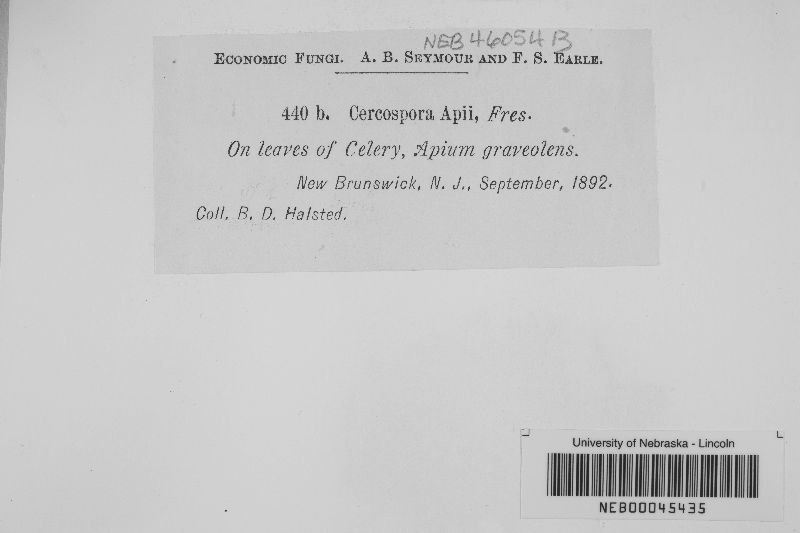 NEB 46054 B
Economic Fungi. A. B. Seymour and F. S. Earle.
440 b. Cercospora Apii, Fres.
On leaves of Celery, Apium graveolens.
New Brunswick, N. J., September, 1892.
Coll. B. D. Halsted.
University of Nebraska - Lincoln
NEB00045435